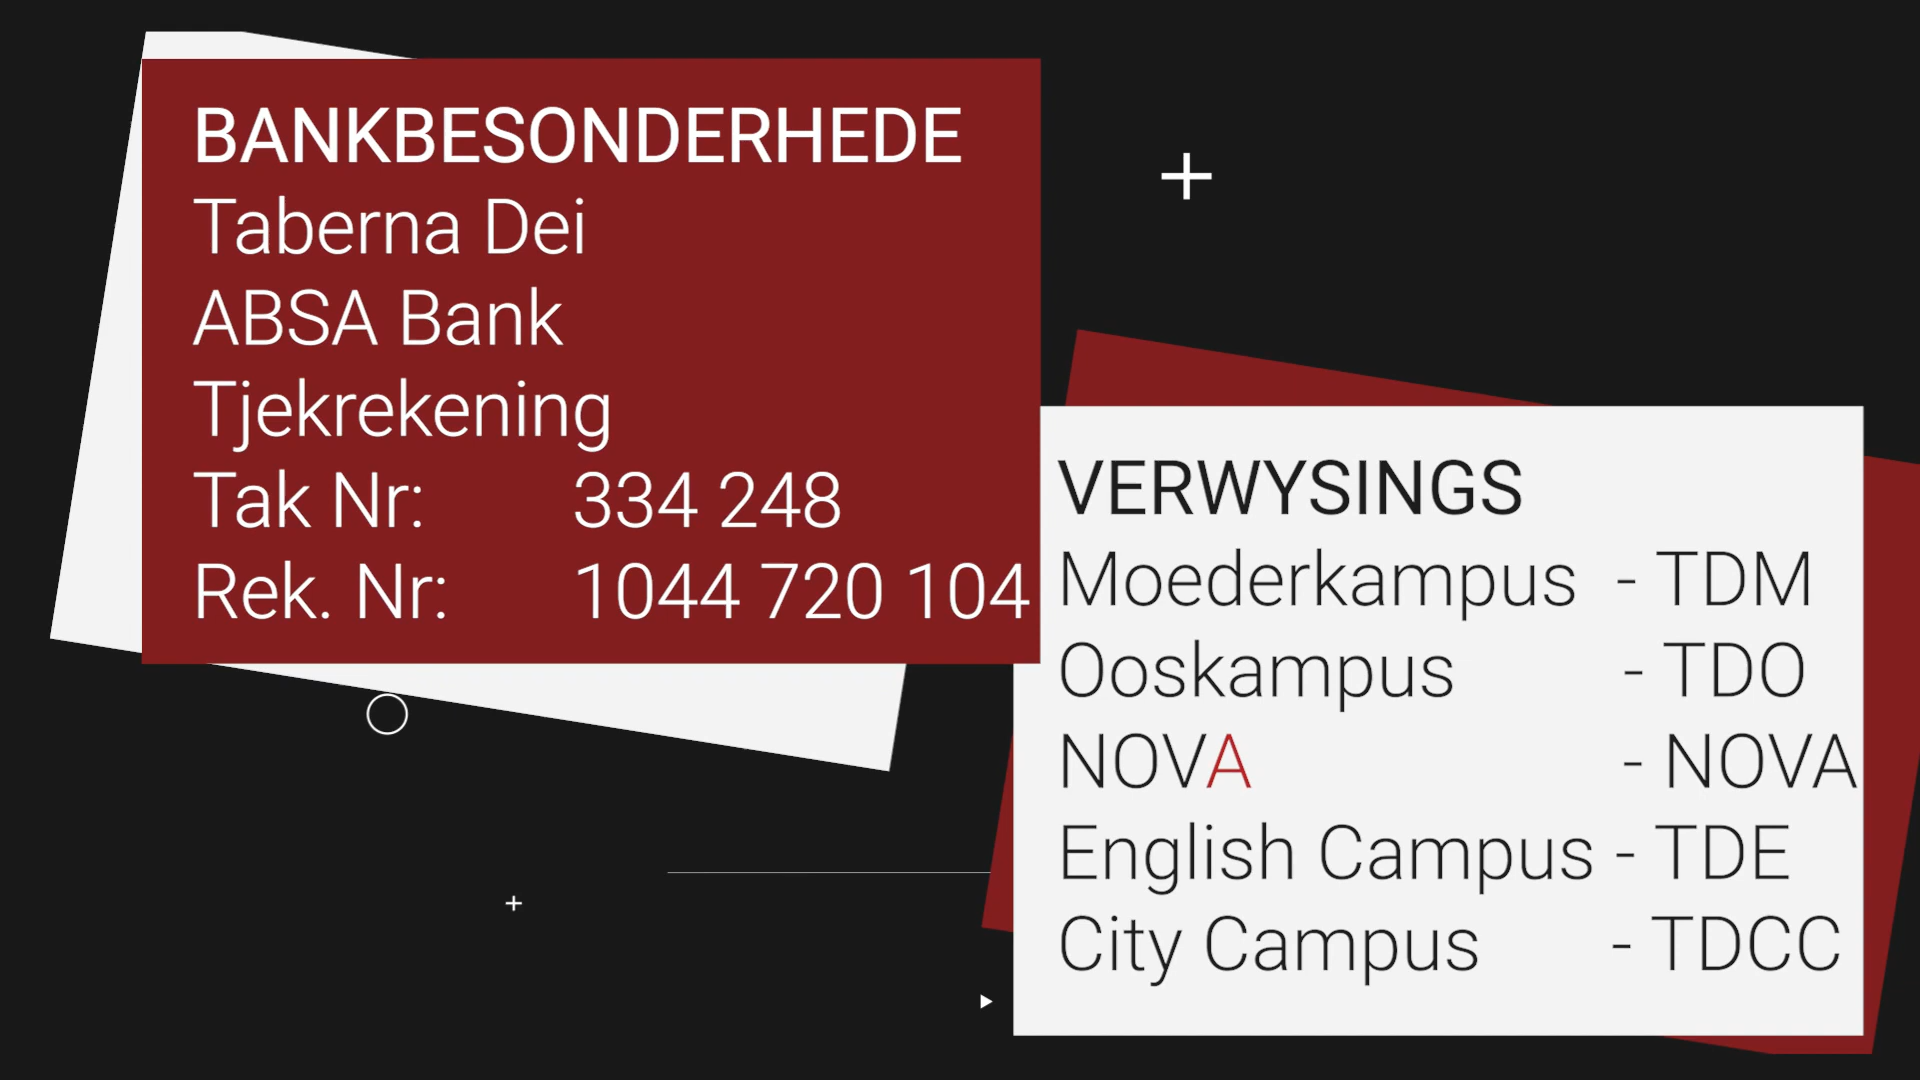 BANKBESONDERHEDE
Taberna Dei
ABSA Bank
Tjekrekening
Tak Nr: 334 248
Rek. Nr: 1044 720 104
VERWYSINGS
Moederkampus - TDM
Ooskampus - TDO
NOVA - NOVA
English Campus - TDE
City Campus - TDCC